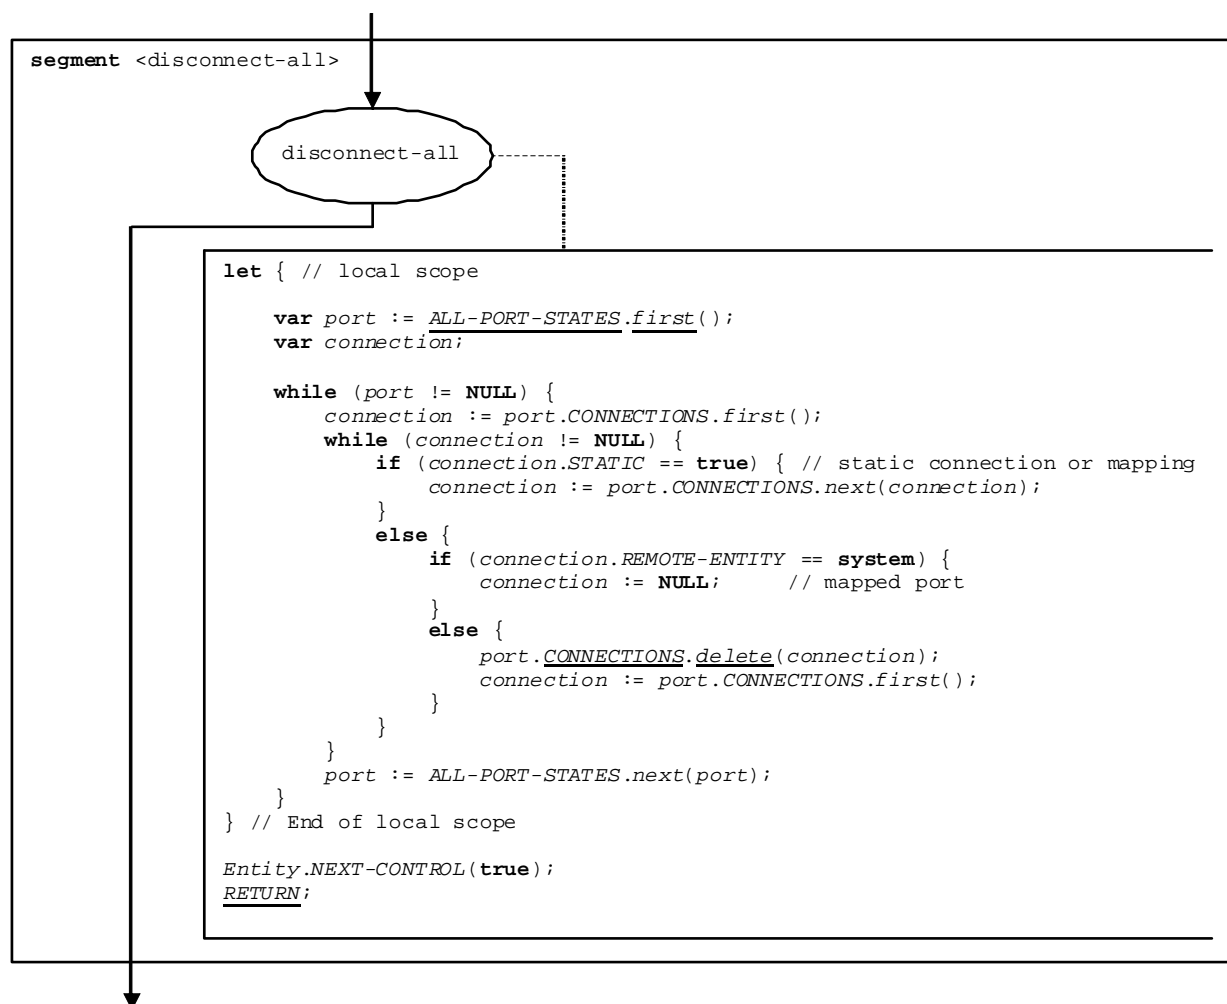 segment <disconnect-all>
disconnect-all
let { // local scope
var port := ALL-PORT-STATES.first();
var connection;
while (port != NULL) {
connection := port.CONNECTIONS.first();
while (connection != NULL) {
if (connection.STATIC == true) { // static connection or mapping
connection := port.CONNECTIONS.next(connection);
}
else {
if (connection.REMOTE-ENTITY == system) {
connection := NULL; // mapped port
}
else {
port.CONNECTIONS.delete(connection);
connection := port.CONNECTIONS.first();
}
}
}
port := ALL-PORT-STATES.next(port);
}
} // End of local scope
Entity.NEXT-CONTROL(true);
RETURN;